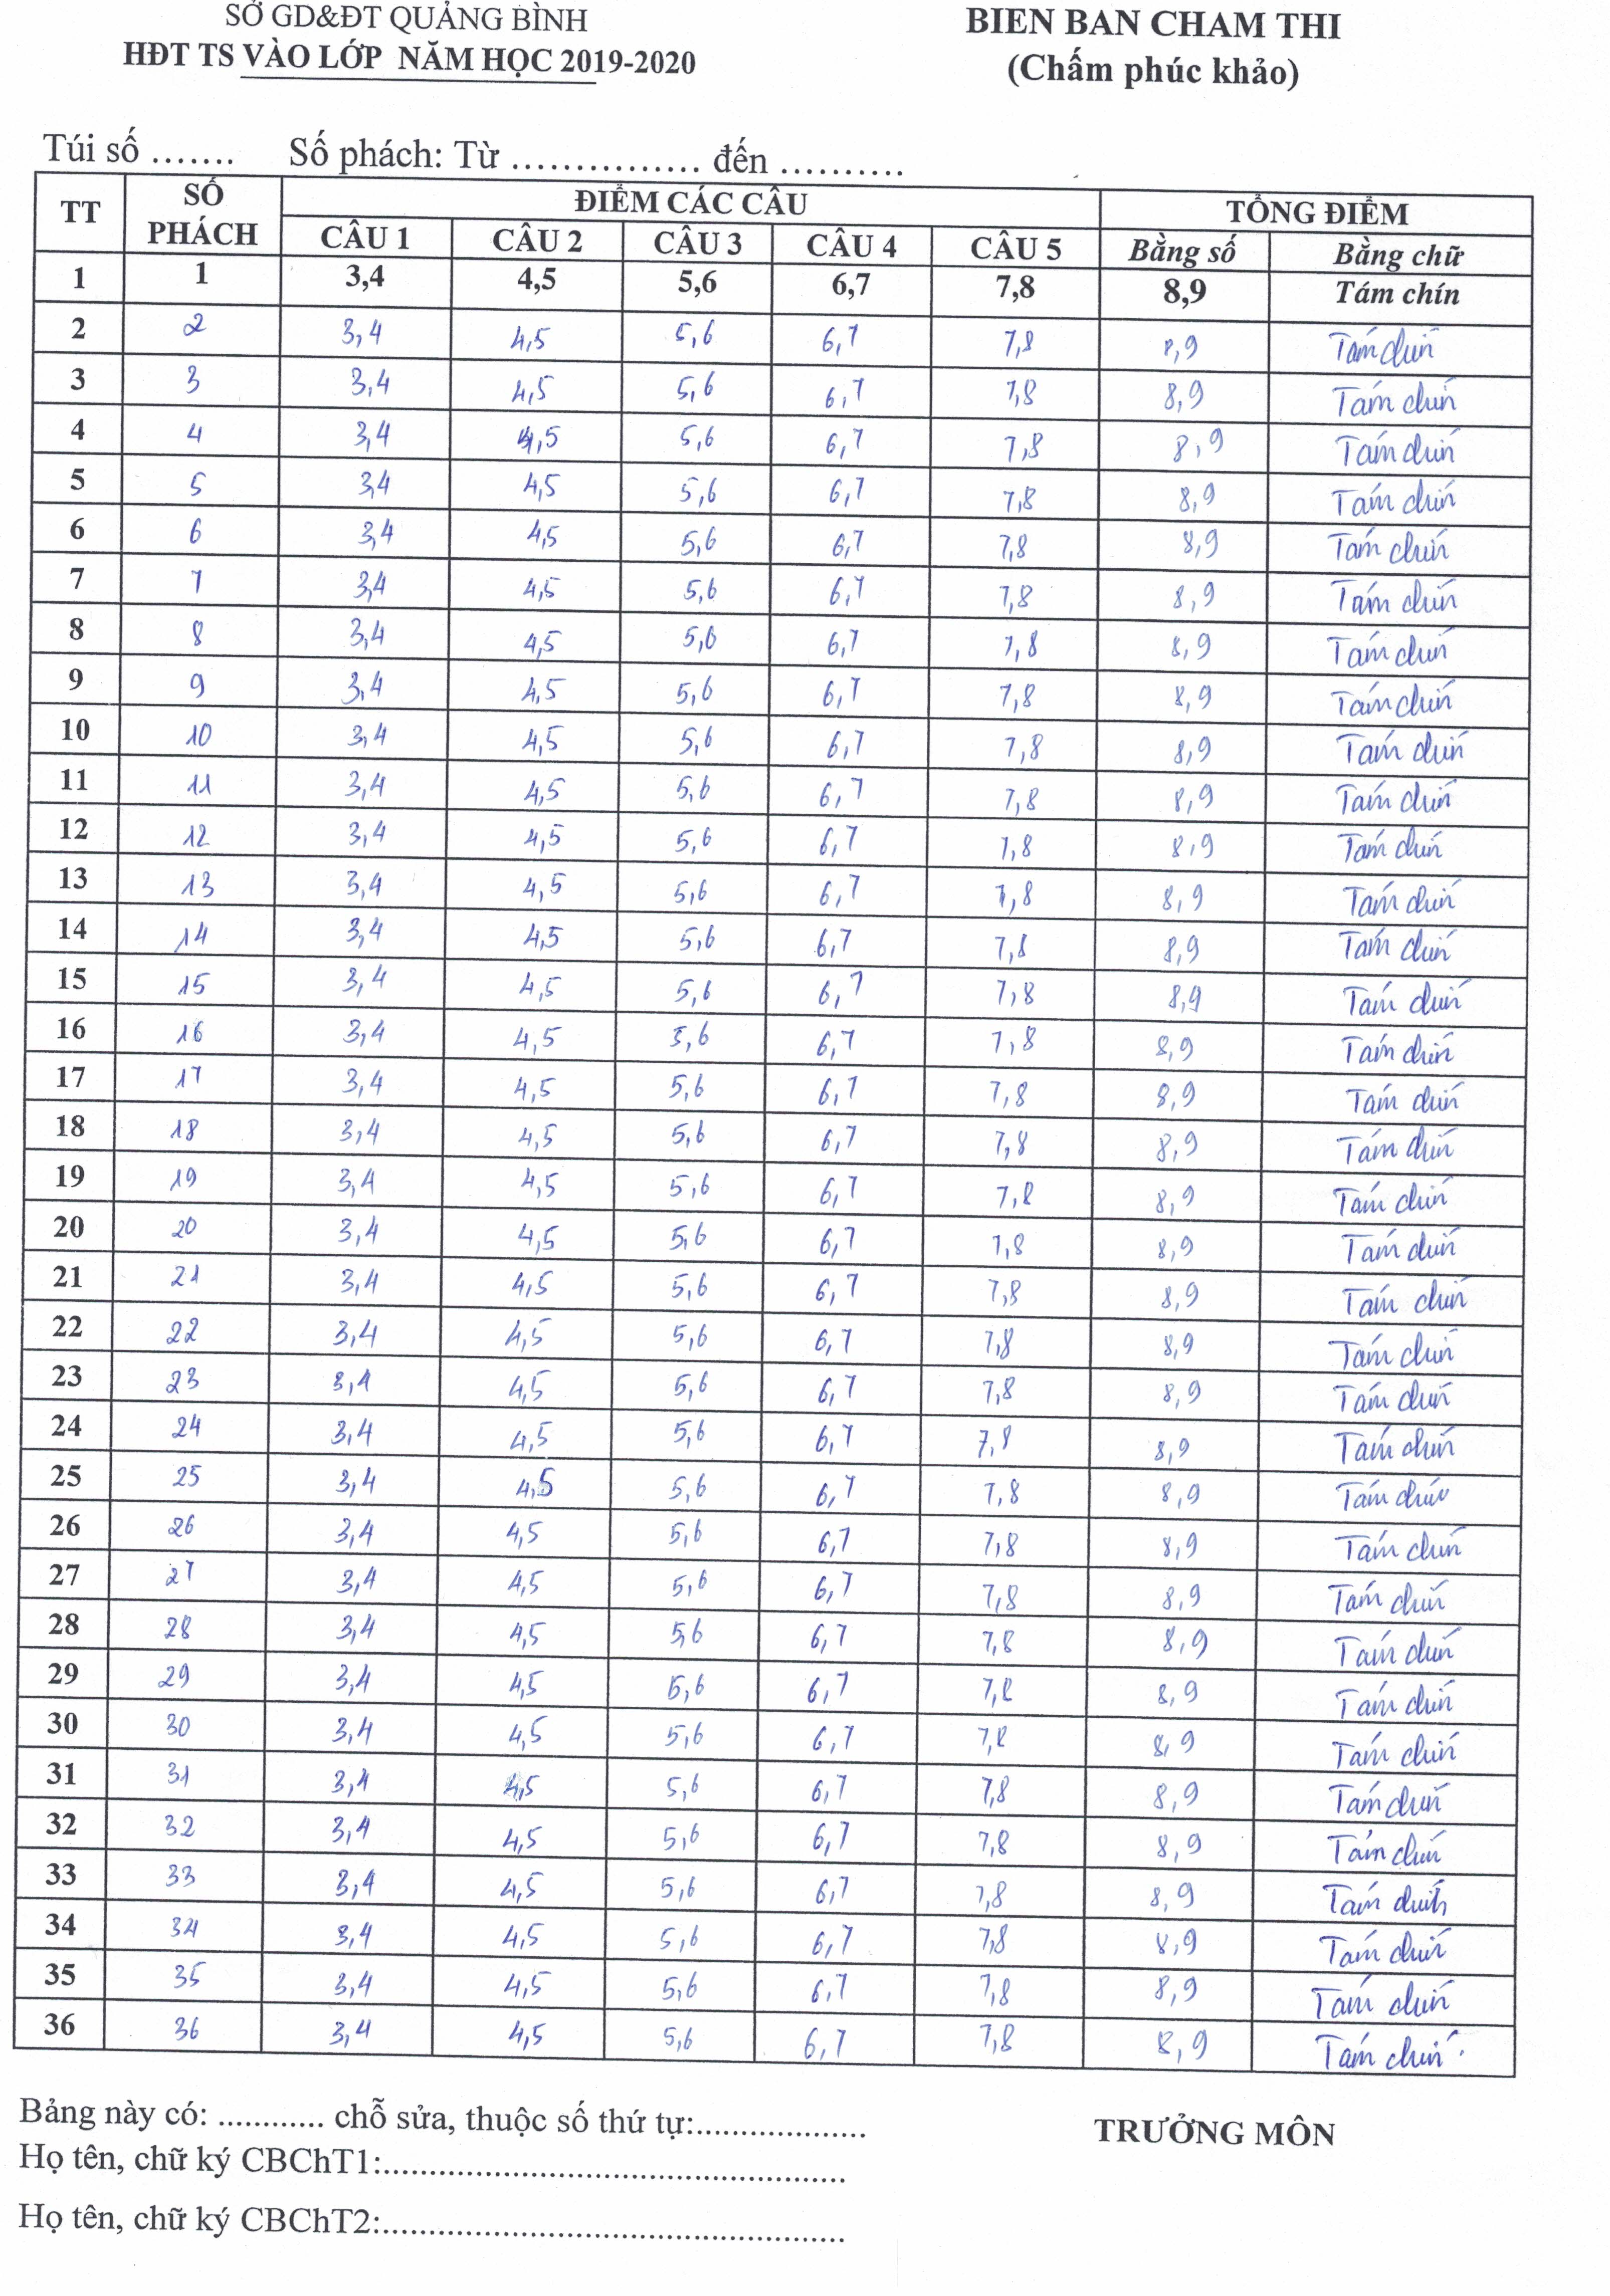 SỞ GD&ĐT QUẢNG BÌNH
HĐT TS VÀO LỚP NĂM HỌC 2019-2020
BIEN BAN CHAM THI
(Chấm phúc khảo)
Túi số ....... Số phách: Từ ............... đến ..........
TT SỐ PHÁCH ĐIỂM CÁC CÂU TỔNG ĐIỂM
CÂU 1 CÂU 2 CÂU 3 CÂU 4 CÂU 5 Bằng số Bằng chữ
1 1 3,4 4,5 5,6 6,7 7,8 8,9 Tám chín
2 2 3,4 4,5 5,6 6,7 7,8 8,9 Tám chín
3 3 3,4 4,5 5,6 6,7 7,8 8,9 Tám chín
4 4 3,4 4,5 5,6 6,7 7,8 8,9 Tám chín
5 5 3,4 4,5 5,6 6,7 7,8 8,9 Tám chín
6 6 3,4 4,5 5,6 6,7 7,8 8,9 Tám chín
7 7 3,4 4,5 5,6 6,7 7,8 8,9 Tám chín
8 8 3,4 4,5 5,6 6,7 7,8 8,9 Tám chín
9 9 3,4 4,5 5,6 6,7 7,8 8,9 Tám chín
10 10 3,4 4,5 5,6 6,7 7,8 8,9 Tám chín
11 11 3,4 4,5 5,6 6,7 7,8 8,9 Tám chín
12 12 3,4 4,5 5,6 6,7 7,8 8,9 Tám chín
13 13 3,4 4,5 5,6 6,7 7,8 8,9 Tám chín
14 14 3,4 4,5 5,6 6,7 7,8 8,9 Tám chín
15 15 3,4 4,5 5,6 6,7 7,8 8,9 Tám chín
16 16 3,4 4,5 5,6 6,7 7,8 8,9 Tám chín
17 17 3,4 4,5 5,6 6,7 7,8 8,9 Tám chín
18 18 3,4 4,5 5,6 6,7 7,8 8,9 Tám chín
19 19 3,4 4,5 5,6 6,7 7,8 8,9 Tám chín
20 20 3,4 4,5 5,6 6,7 7,8 8,9 Tám chín
21 21 3,4 4,5 5,6 6,7 7,8 8,9 Tám chín
22 22 3,4 4,5 5,6 6,7 7,8 8,9 Tám chín
23 23 3,4 4,5 5,6 6,7 7,8 8,9 Tám chín
24 24 3,4 4,5 5,6 6,7 7,8 8,9 Tám chín
25 25 3,4 4,5 5,6 6,7 7,8 8,9 Tám chín
26 26 3,4 4,5 5,6 6,7 7,8 8,9 Tám chín
27 27 3,4 4,5 5,6 6,7 7,8 8,9 Tám chín
28 28 3,4 4,5 5,6 6,7 7,8 8,9 Tám chín
29 29 3,4 4,5 5,6 6,7 7,8 8,9 Tám chín
30 30 3,4 4,5 5,6 6,7 7,8 8,9 Tám chín
31 31 3,4 4,5 5,6 6,7 7,8 8,9 Tám chín
32 32 3,4 4,5 5,6 6,7 7,8 8,9 Tám chín
33 33 3,4 4,5 5,6 6,7 7,8 8,9 Tám chín
34 34 3,4 4,5 5,6 6,7 7,8 8,9 Tám chín
35 35 3,4 4,5 5,6 6,7 7,8 8,9 Tám chín
36 36 3,4 4,5 5,6 6,7 7,8 8,9 Tám chín.
Bảng này có: ............ chỗ sửa, thuộc số thứ tự:...................
TRƯỞNG MÔN
Họ tên, chữ ký CBChT1:..................................................
Họ tên, chữ ký CBChT2:..................................................